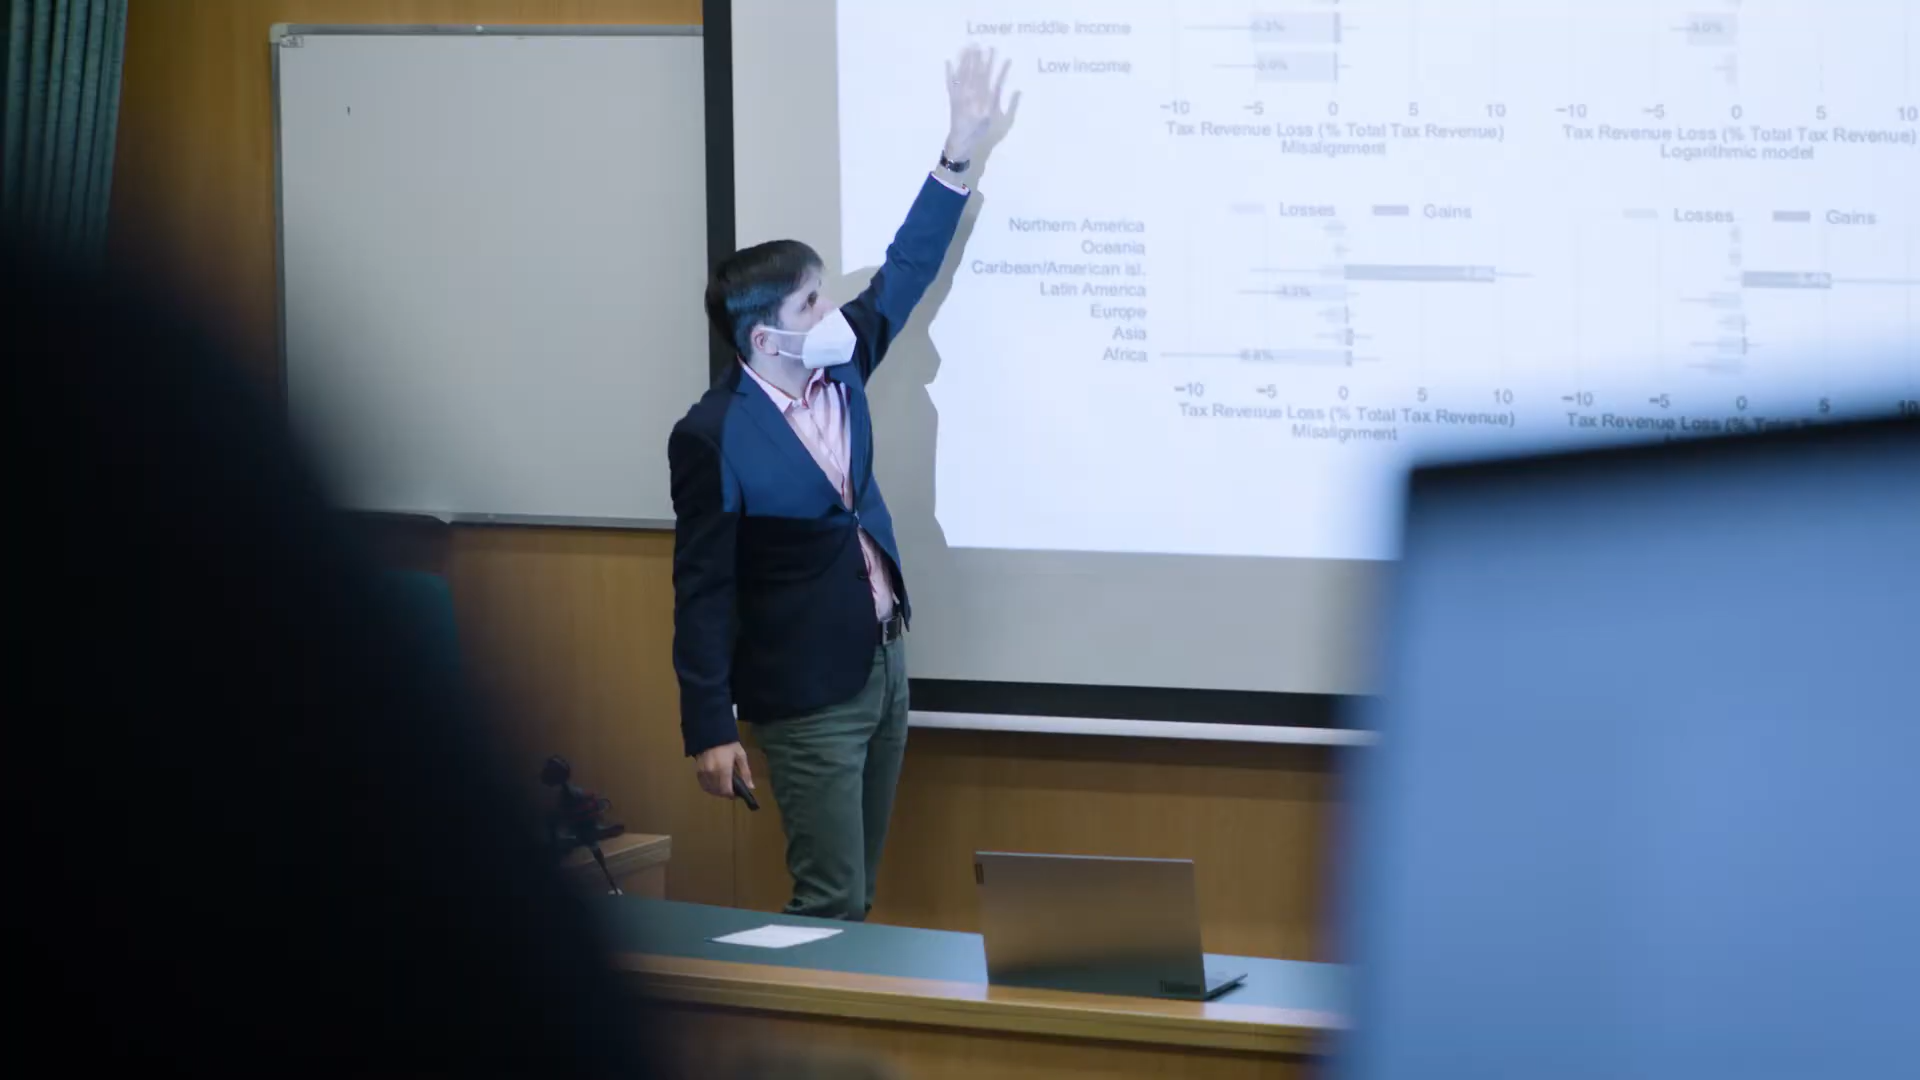 Lower middle income
Low income
-5.0%
-10 -5 0 5 10
Tax Revenue Loss (% Total Tax Revenue)
Misalignment
-10 -5 0 5 10
Tax Revenue Loss (% Total Tax Revenue)
Logarithmic model
Losses Gains
Northern America
Oceania
Caribean/American isl.
Latin America
Europe
Asia
Africa
-10 -5 0 5 10
Tax Revenue Loss (% Total Tax Revenue)
Misalignment
Losses Gains
-10 -5 0 5 10
Tax Revenue Loss (%